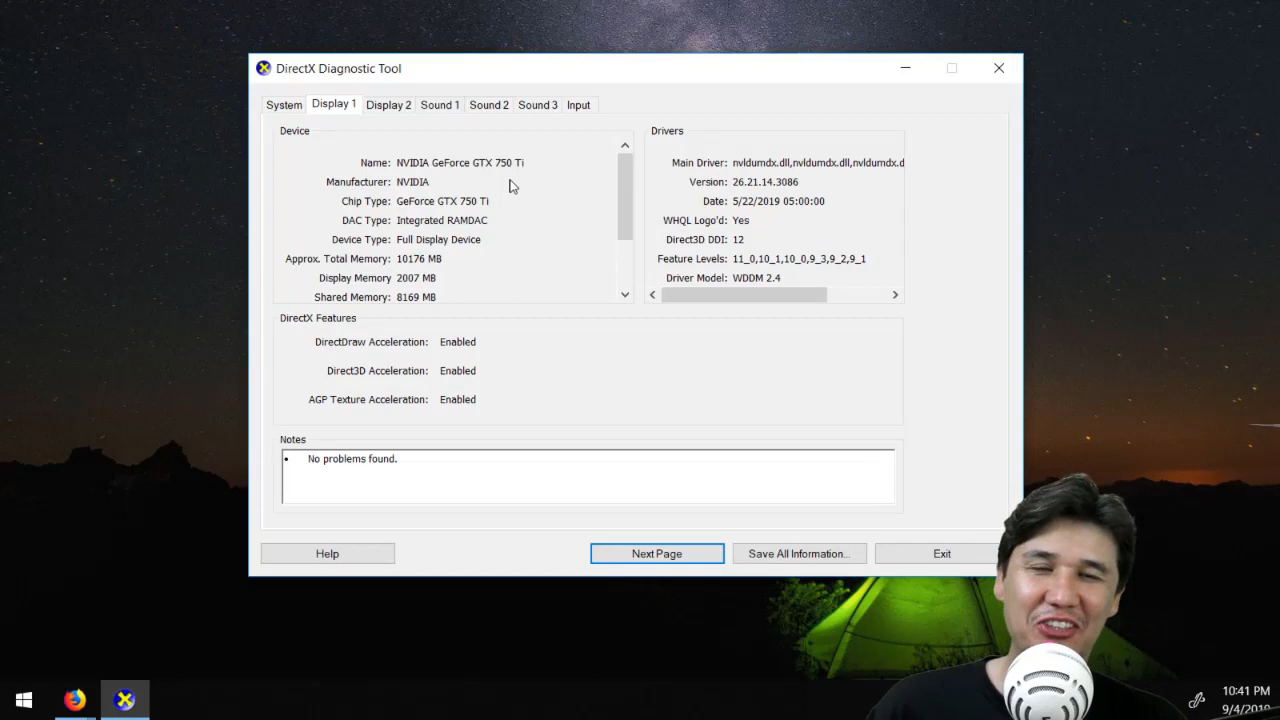 DirectX Diagnostic Tool
System Display 1 Display 2 Sound 1 Sound 2 Sound 3 Input
Device
Name: NVIDIA GeForce GTX 750 Ti
Manufacturer: NVIDIA
Chip Type: GeForce GTX 750 Ti
DAC Type: Integrated RAMDAC
Device Type: Full Display Device
Approx. Total Memory: 10176 MB
Display Memory 2007 MB
Shared Memory: 8169 MB
Drivers
Main Driver: nvldumdx.dll,nvldumdx.dll,nvldumdx.d
Version: 26.21.14.3086
Date: 5/22/2019 05:00:00
WHQL Logo'd: Yes
Direct3D DDI: 12
Feature Levels: 11_0,10_1,10_0,9_3,9_2,9_1
Driver Model: WDDM 2.4
DirectX Features
DirectDraw Acceleration: Enabled
Direct3D Acceleration: Enabled
AGP Texture Acceleration: Enabled
Notes
• No problems found.
Help Next Page Save All Information... Exit
10:41 PM
9/4/2019